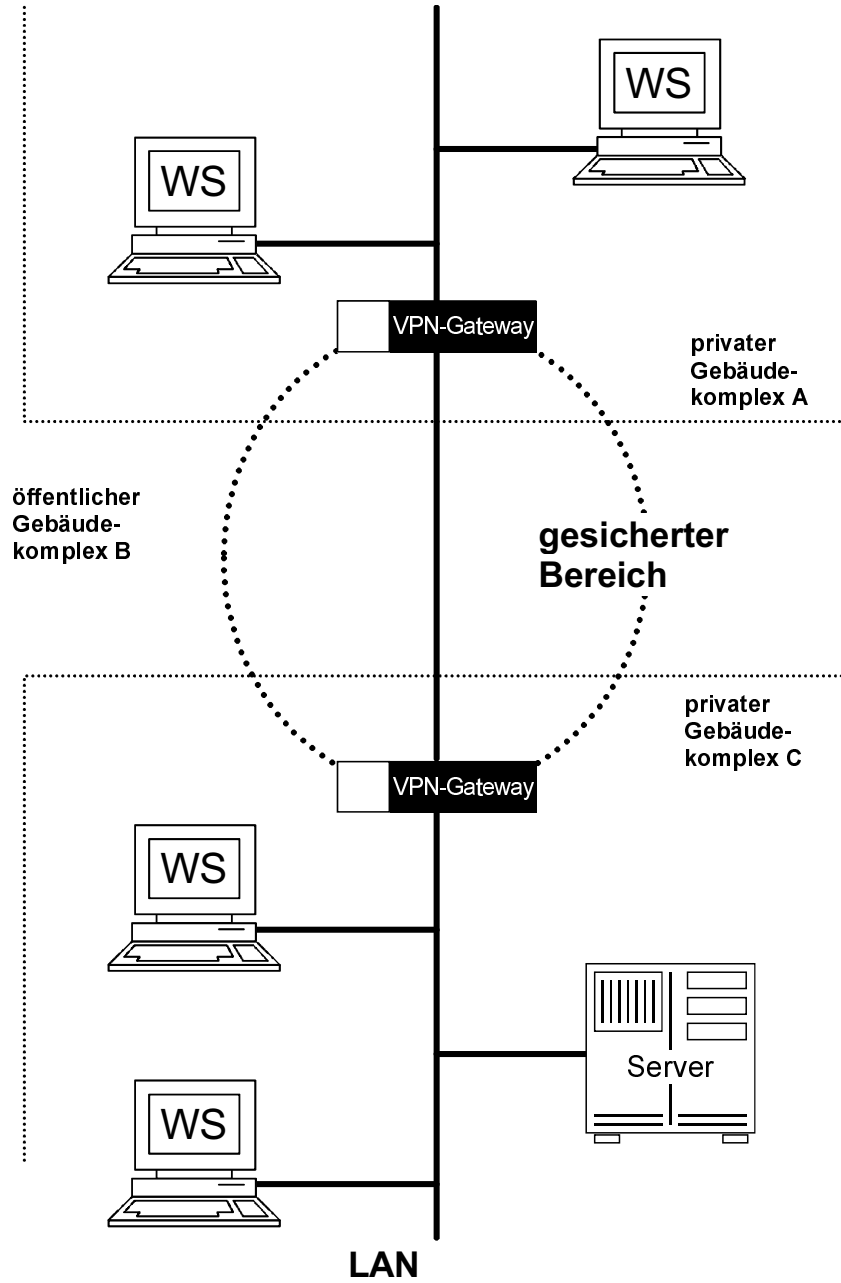 WS
WS
VPN-Gateway
privater
Gebäude-
komplex A
öffentlicher
Gebäude-
komplex B
gesicherter
Bereich
privater
Gebäude-
komplex C
VPN-Gateway
WS
Server
WS
LAN